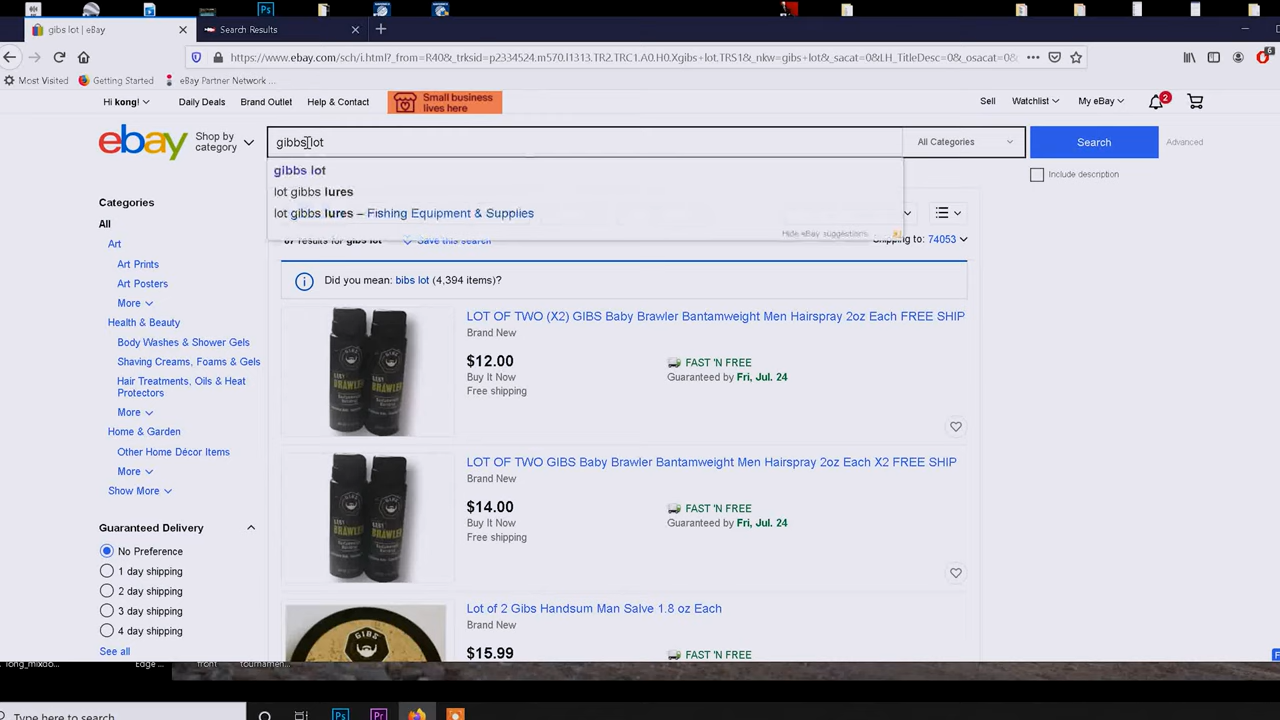 gibs lot | eBay
Search Results
https://www.ebay.com/sch/i.html?_from=R40&_trksid=p2334524.m570.l1313.TR2.TRC1.A0.H0.Xgibs+lot.TRS1&_nkw=gibs+lot&_sacat=0&LH_TitleDesc=0&_osacat=0&
6
Most Visited
Getting Started
eBay Partner Network ...
Hi kong!
Daily Deals
Brand Outlet
Help & Contact
Small business
lives here
Sell
Watchlist
My eBay
2
ebay
Shop by
category
gibbs lot
All Categories
Search
Advanced
Include description
gibbs lot
lot gibbs lures
lot gibbs lures – Fishing Equipment & Supplies
Hide eBay suggestions
results for gibs lot
Save this search
Shipping to: 74053
Categories
All
Art
Art Prints
Art Posters
More
Health & Beauty
Body Washes & Shower Gels
Shaving Creams, Foams & Gels
Hair Treatments, Oils & Heat
Protectors
More
Home & Garden
Other Home Décor Items
More
Show More
Guaranteed Delivery
No Preference
1 day shipping
2 day shipping
3 day shipping
4 day shipping
See all
Did you mean: bibs lot (4,394 items)?
LOT OF TWO (X2) GIBS Baby Brawler Bantamweight Men Hairspray 2oz Each FREE SHIP
Brand New
$12.00
Buy It Now
Free shipping
FAST 'N FREE
Guaranteed by Fri, Jul. 24
LOT OF TWO GIBS Baby Brawler Bantamweight Men Hairspray 2oz Each X2 FREE SHIP
Brand New
$14.00
Buy It Now
Free shipping
FAST 'N FREE
Guaranteed by Fri, Jul. 24
Lot of 2 Gibs Handsum Man Salve 1.8 oz Each
Brand New
$15.99
FAST 'N FREE
GIBS
Edge ...
front
Type here to search
Ps
Pr